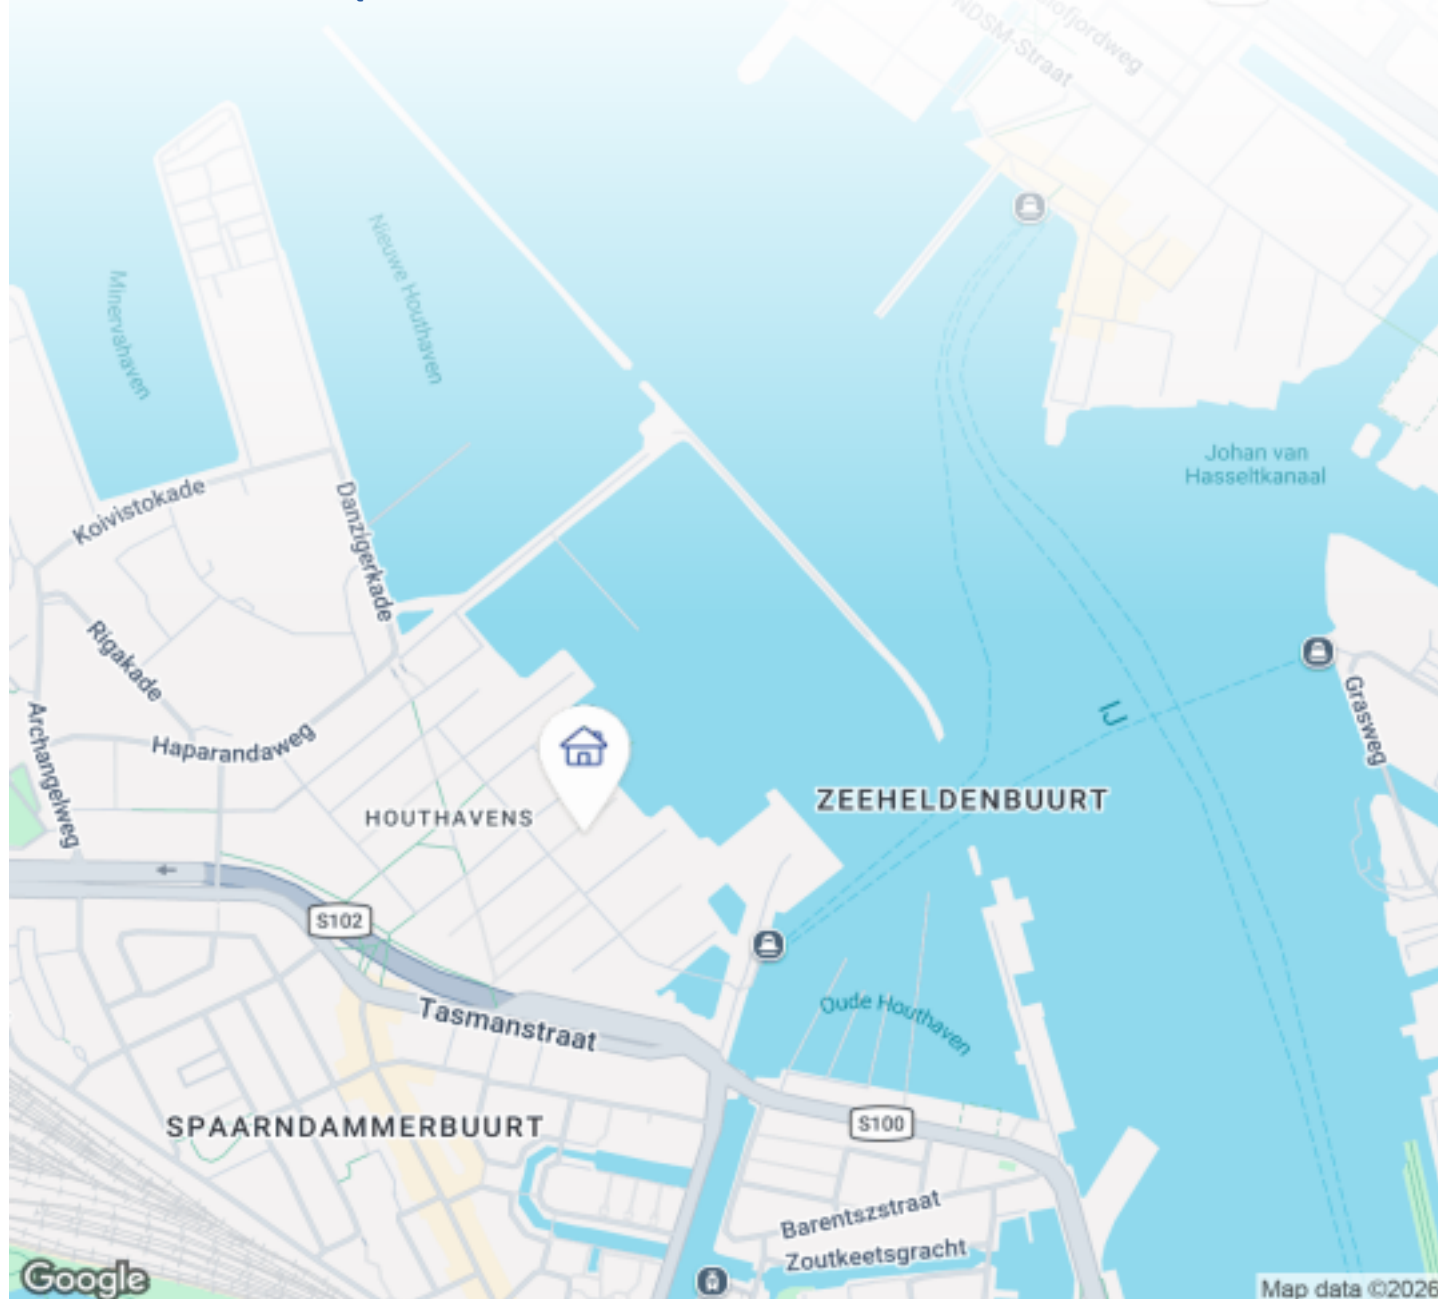 NDSM-Straat
Minervahaven
Nieuwe Houthaven
Johan van
Hasseltkanaal
Koivistokade
Danzigerkade
Rigakade
Grasweg
IJ
Archangelweg
Haparandaweg
ZEEHELDENBUURT
HOUTHAVENS
S102
Oude Houthaven
Tasmanstraat
SPAARNDAMMERBUURT
S100
Barentszstraat
Zoutkeetsgracht
Google
Map data ©2026